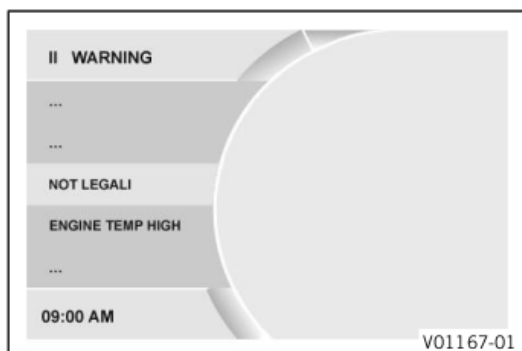 II WARNING
...
...
NOT LEGALI
ENGINE TEMP HIGH
...
09:00 AM
V01167-01